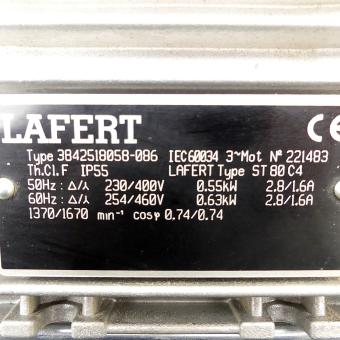 LAFERT CE
Type 3842518058-086 IEC60034 3~Mot Nº 221483
Th.Cl.F IP55 LAFERT Type ST 80 C4
50Hz : Δ/⅄ 230/400V 0.55kW 2.8/1.6A
60Hz : Δ/⅄ 254/460V 0.63kW 2.8/1.6A
1370/1670 min⁻¹ cosφ 0.74/0.74